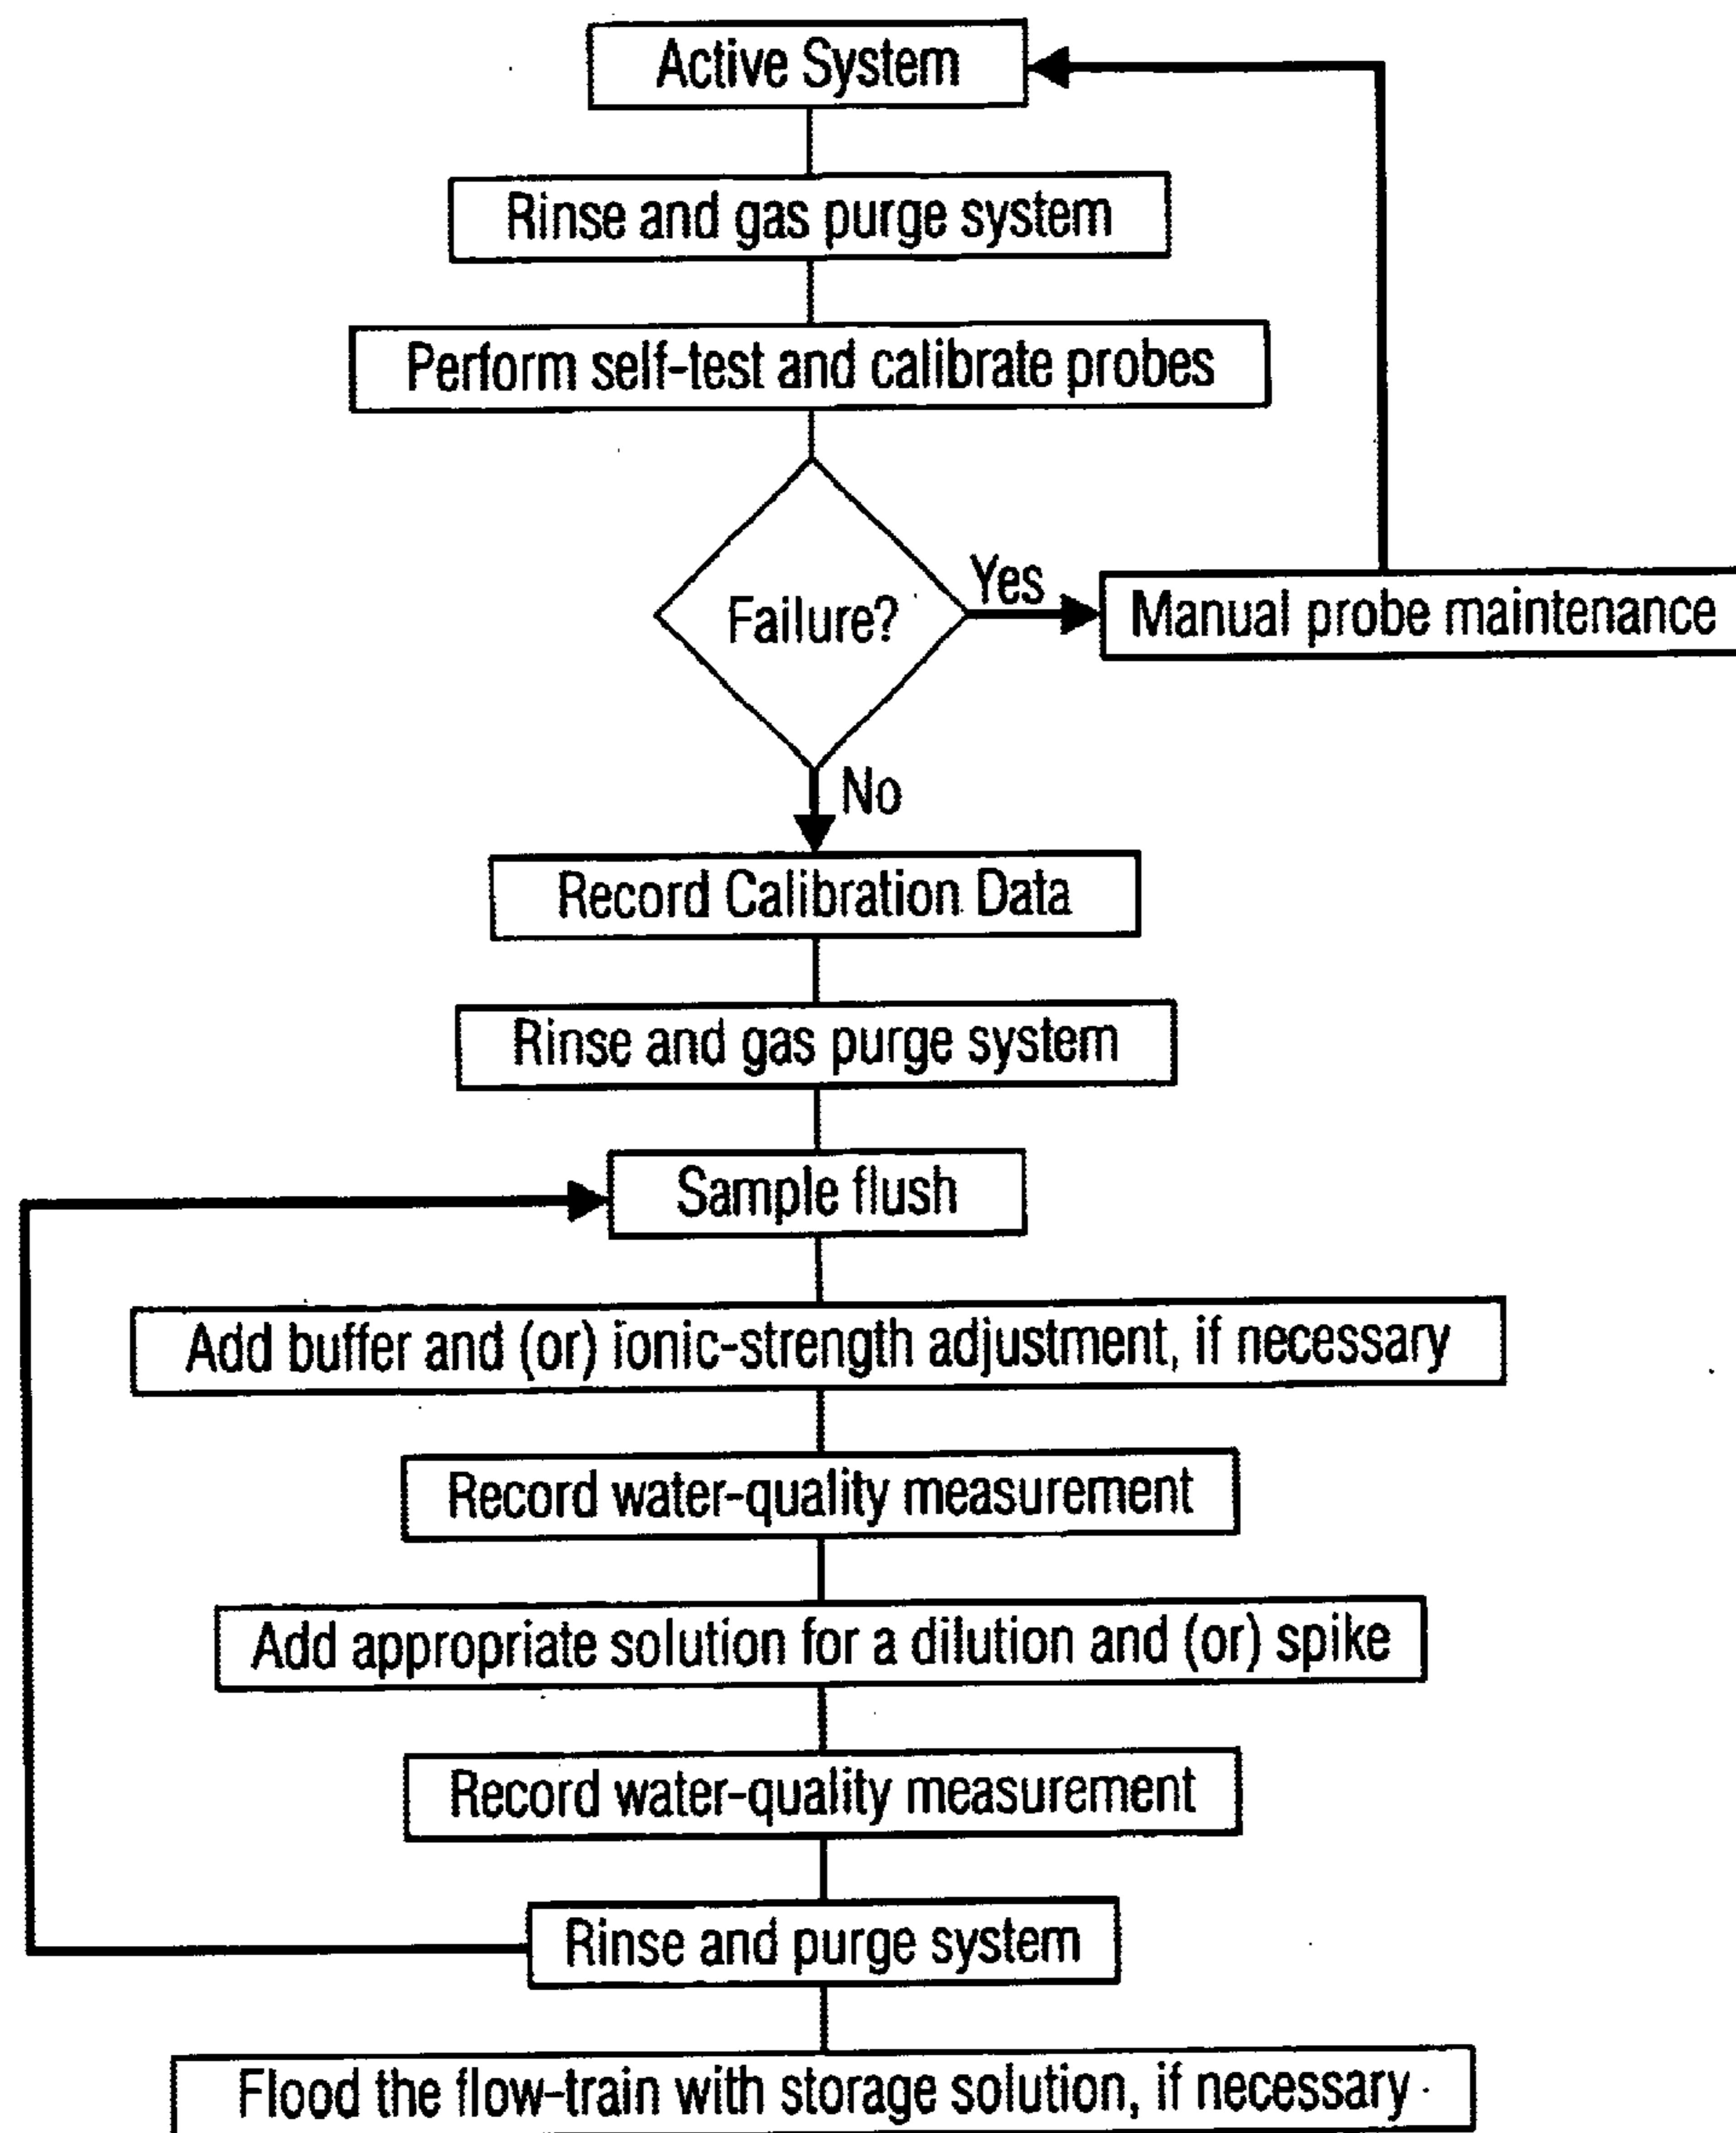 Active System
Rinse and gas purge system
Perform self-test and calibrate probes
Failure?
Yes
Manual probe maintenance
No
Record Calibration Data
Rinse and gas purge system
Sample flush
Add buffer and (or) ionic-strength adjustment, if necessary
Record water-quality measurement
Add appropriate solution for a dilution and (or) spike
Record water-quality measurement
Rinse and purge system
Flood the flow-train with storage solution, if necessary